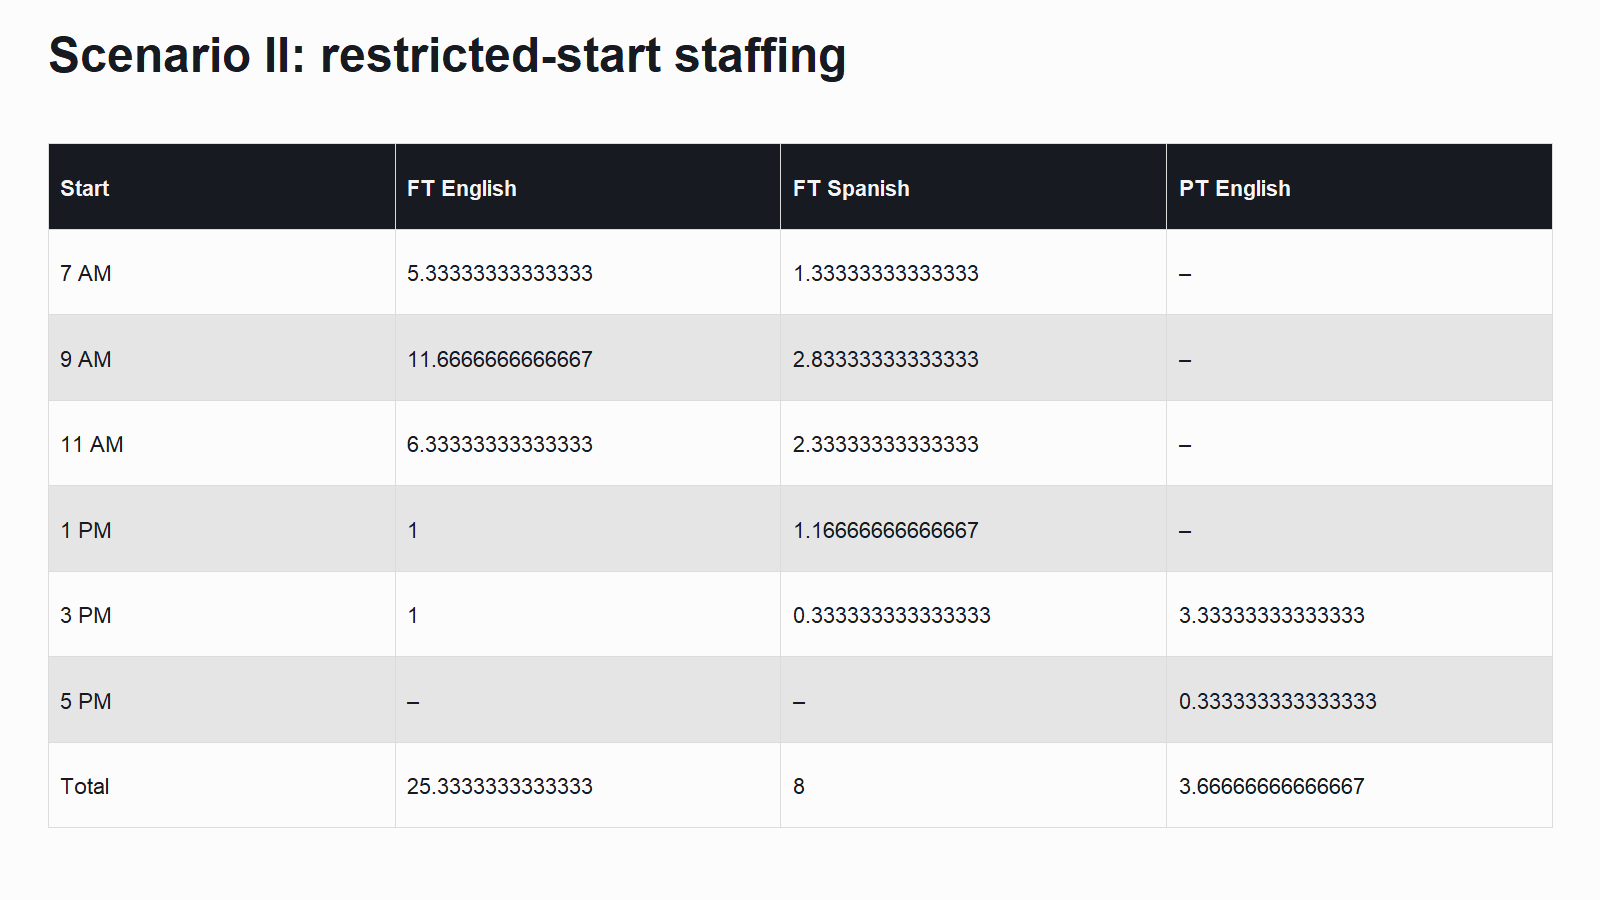 Scenario II: restricted-start staffing
Start FT English FT Spanish PT English
7 AM 5.33333333333333 1.33333333333333 –
9 AM 11.6666666666667 2.83333333333333 –
11 AM 6.33333333333333 2.33333333333333 –
1 PM 1 1.16666666666667 –
3 PM 1 0.333333333333333 3.33333333333333
5 PM – – 0.333333333333333
Total 25.3333333333333 8 3.66666666666667